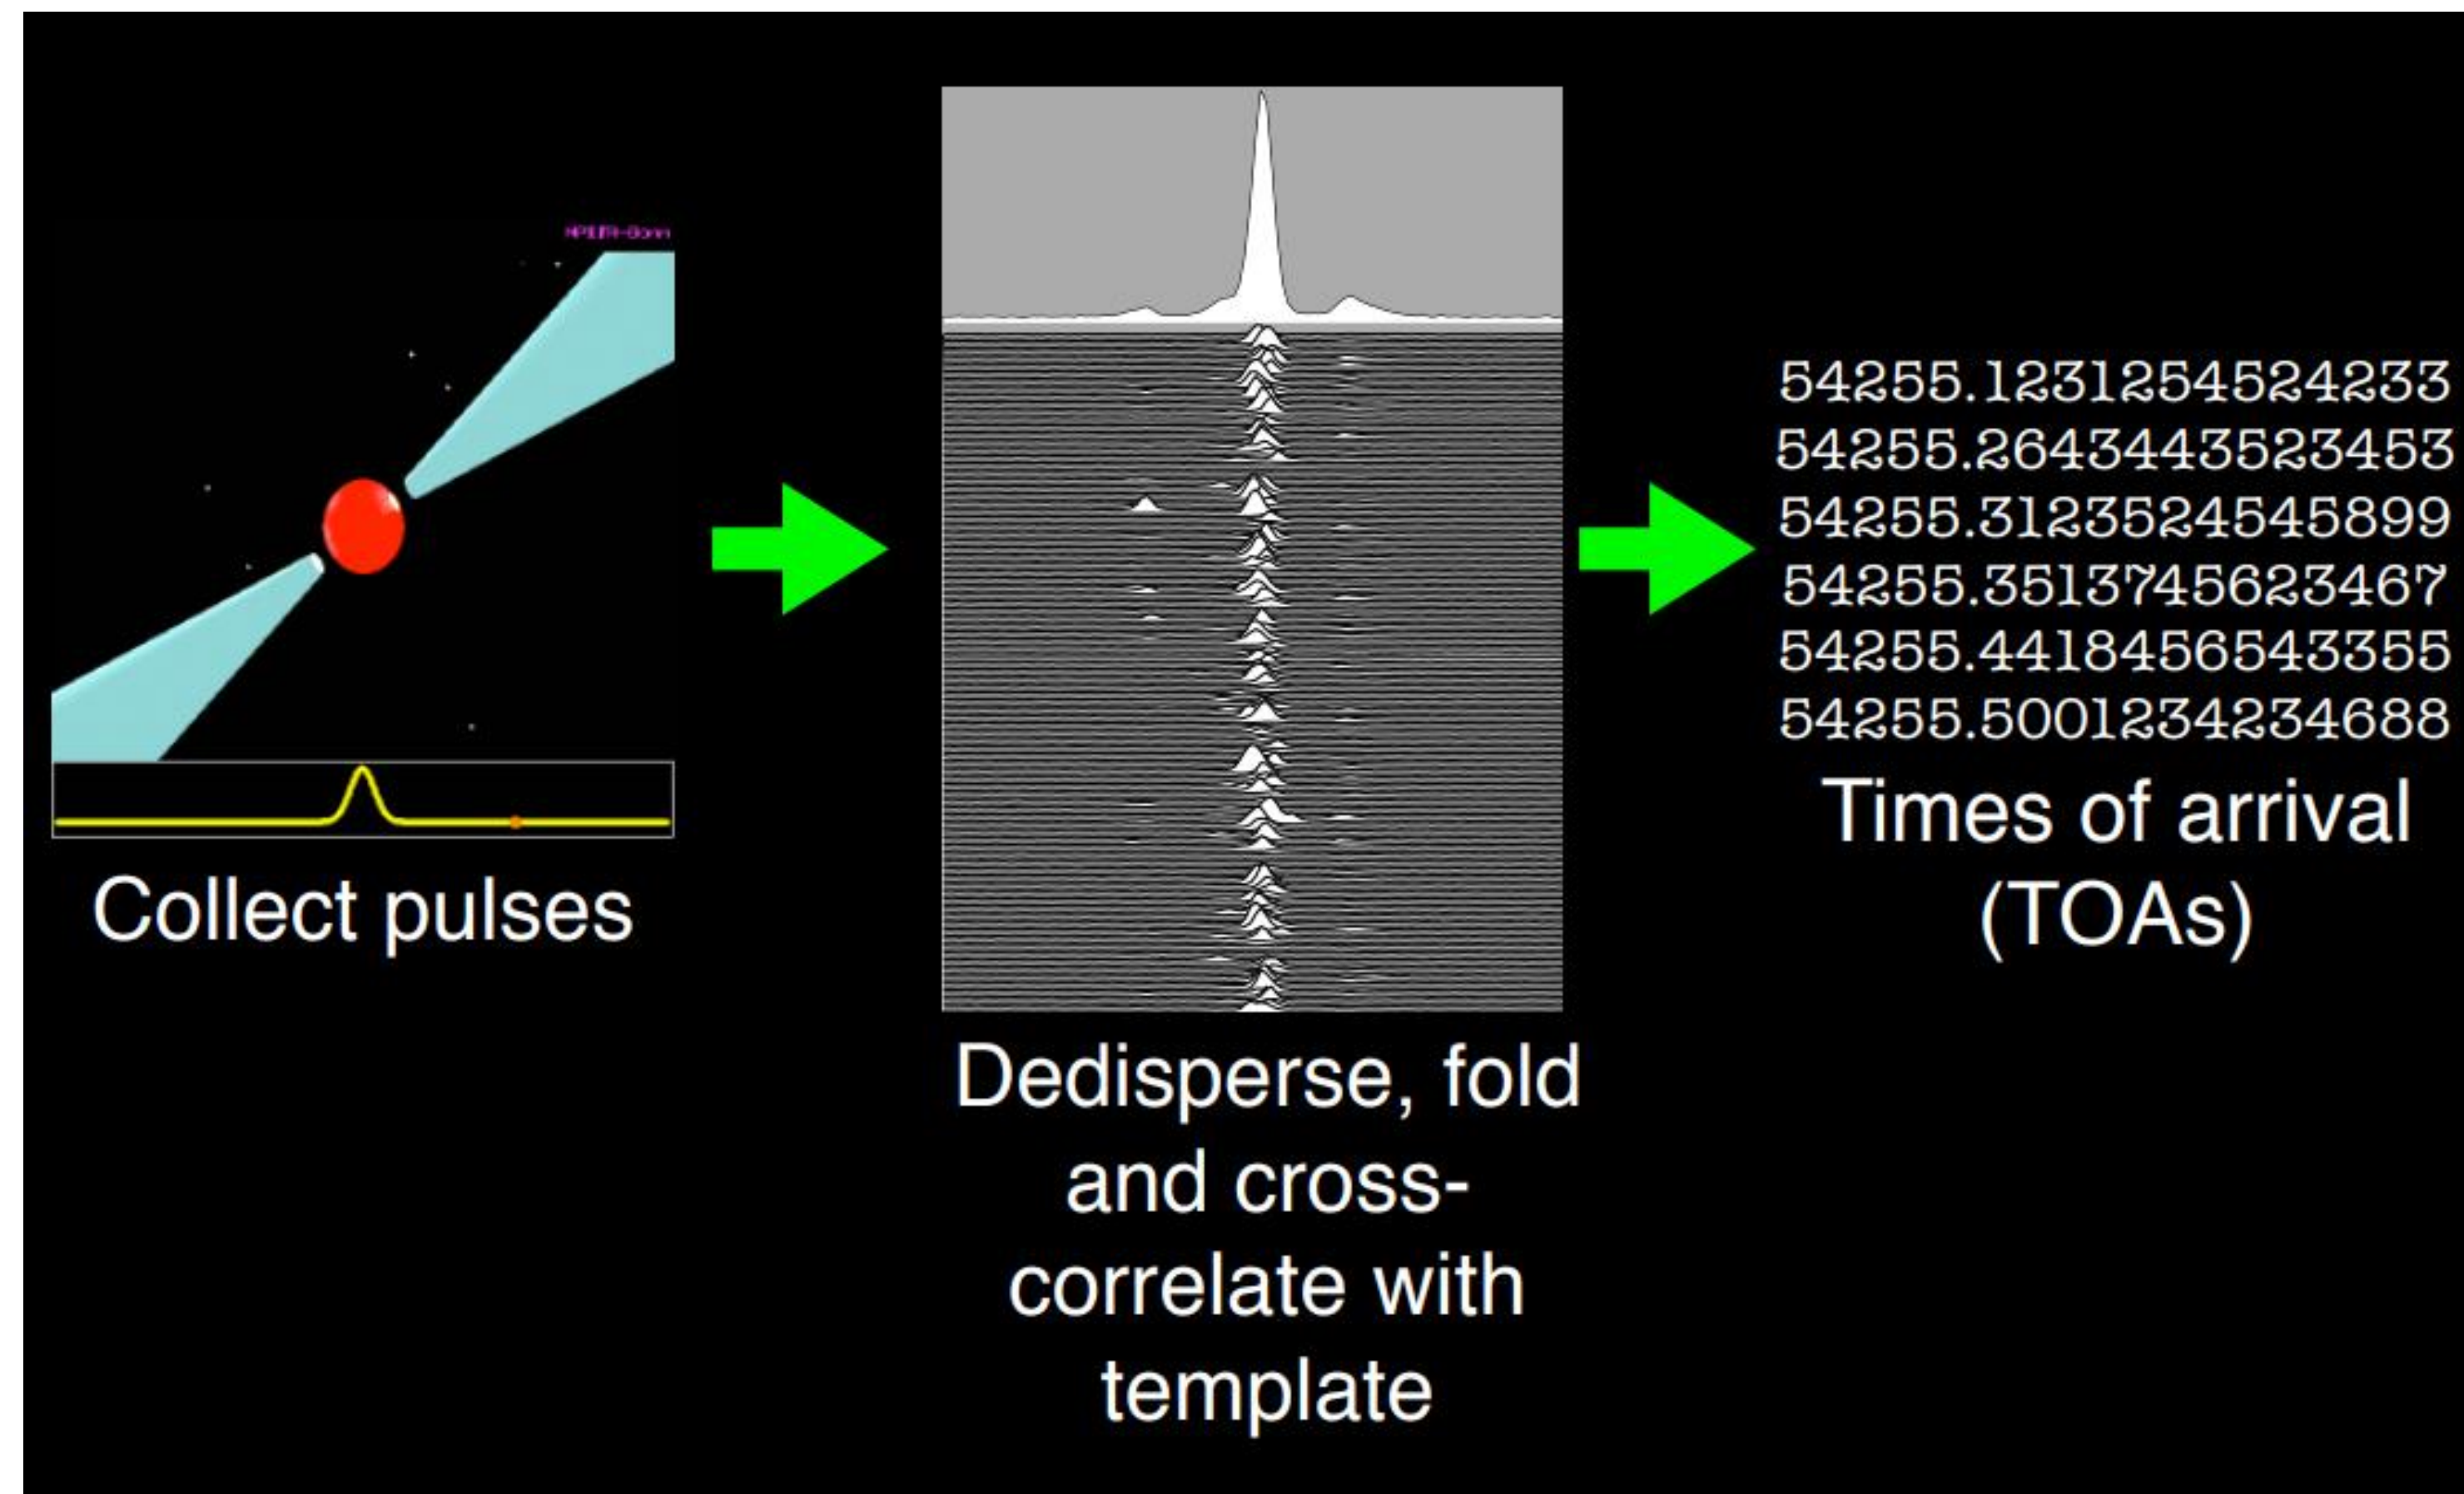 Collect pulses
Dedisperse, fold
and cross-
correlate with
template
54255.1231254524233
54255.2643443523453
54255.3123524545899
54255.3513745623467
54255.4418456543355
54255.5001234234688
Times of arrival
(TOAs)